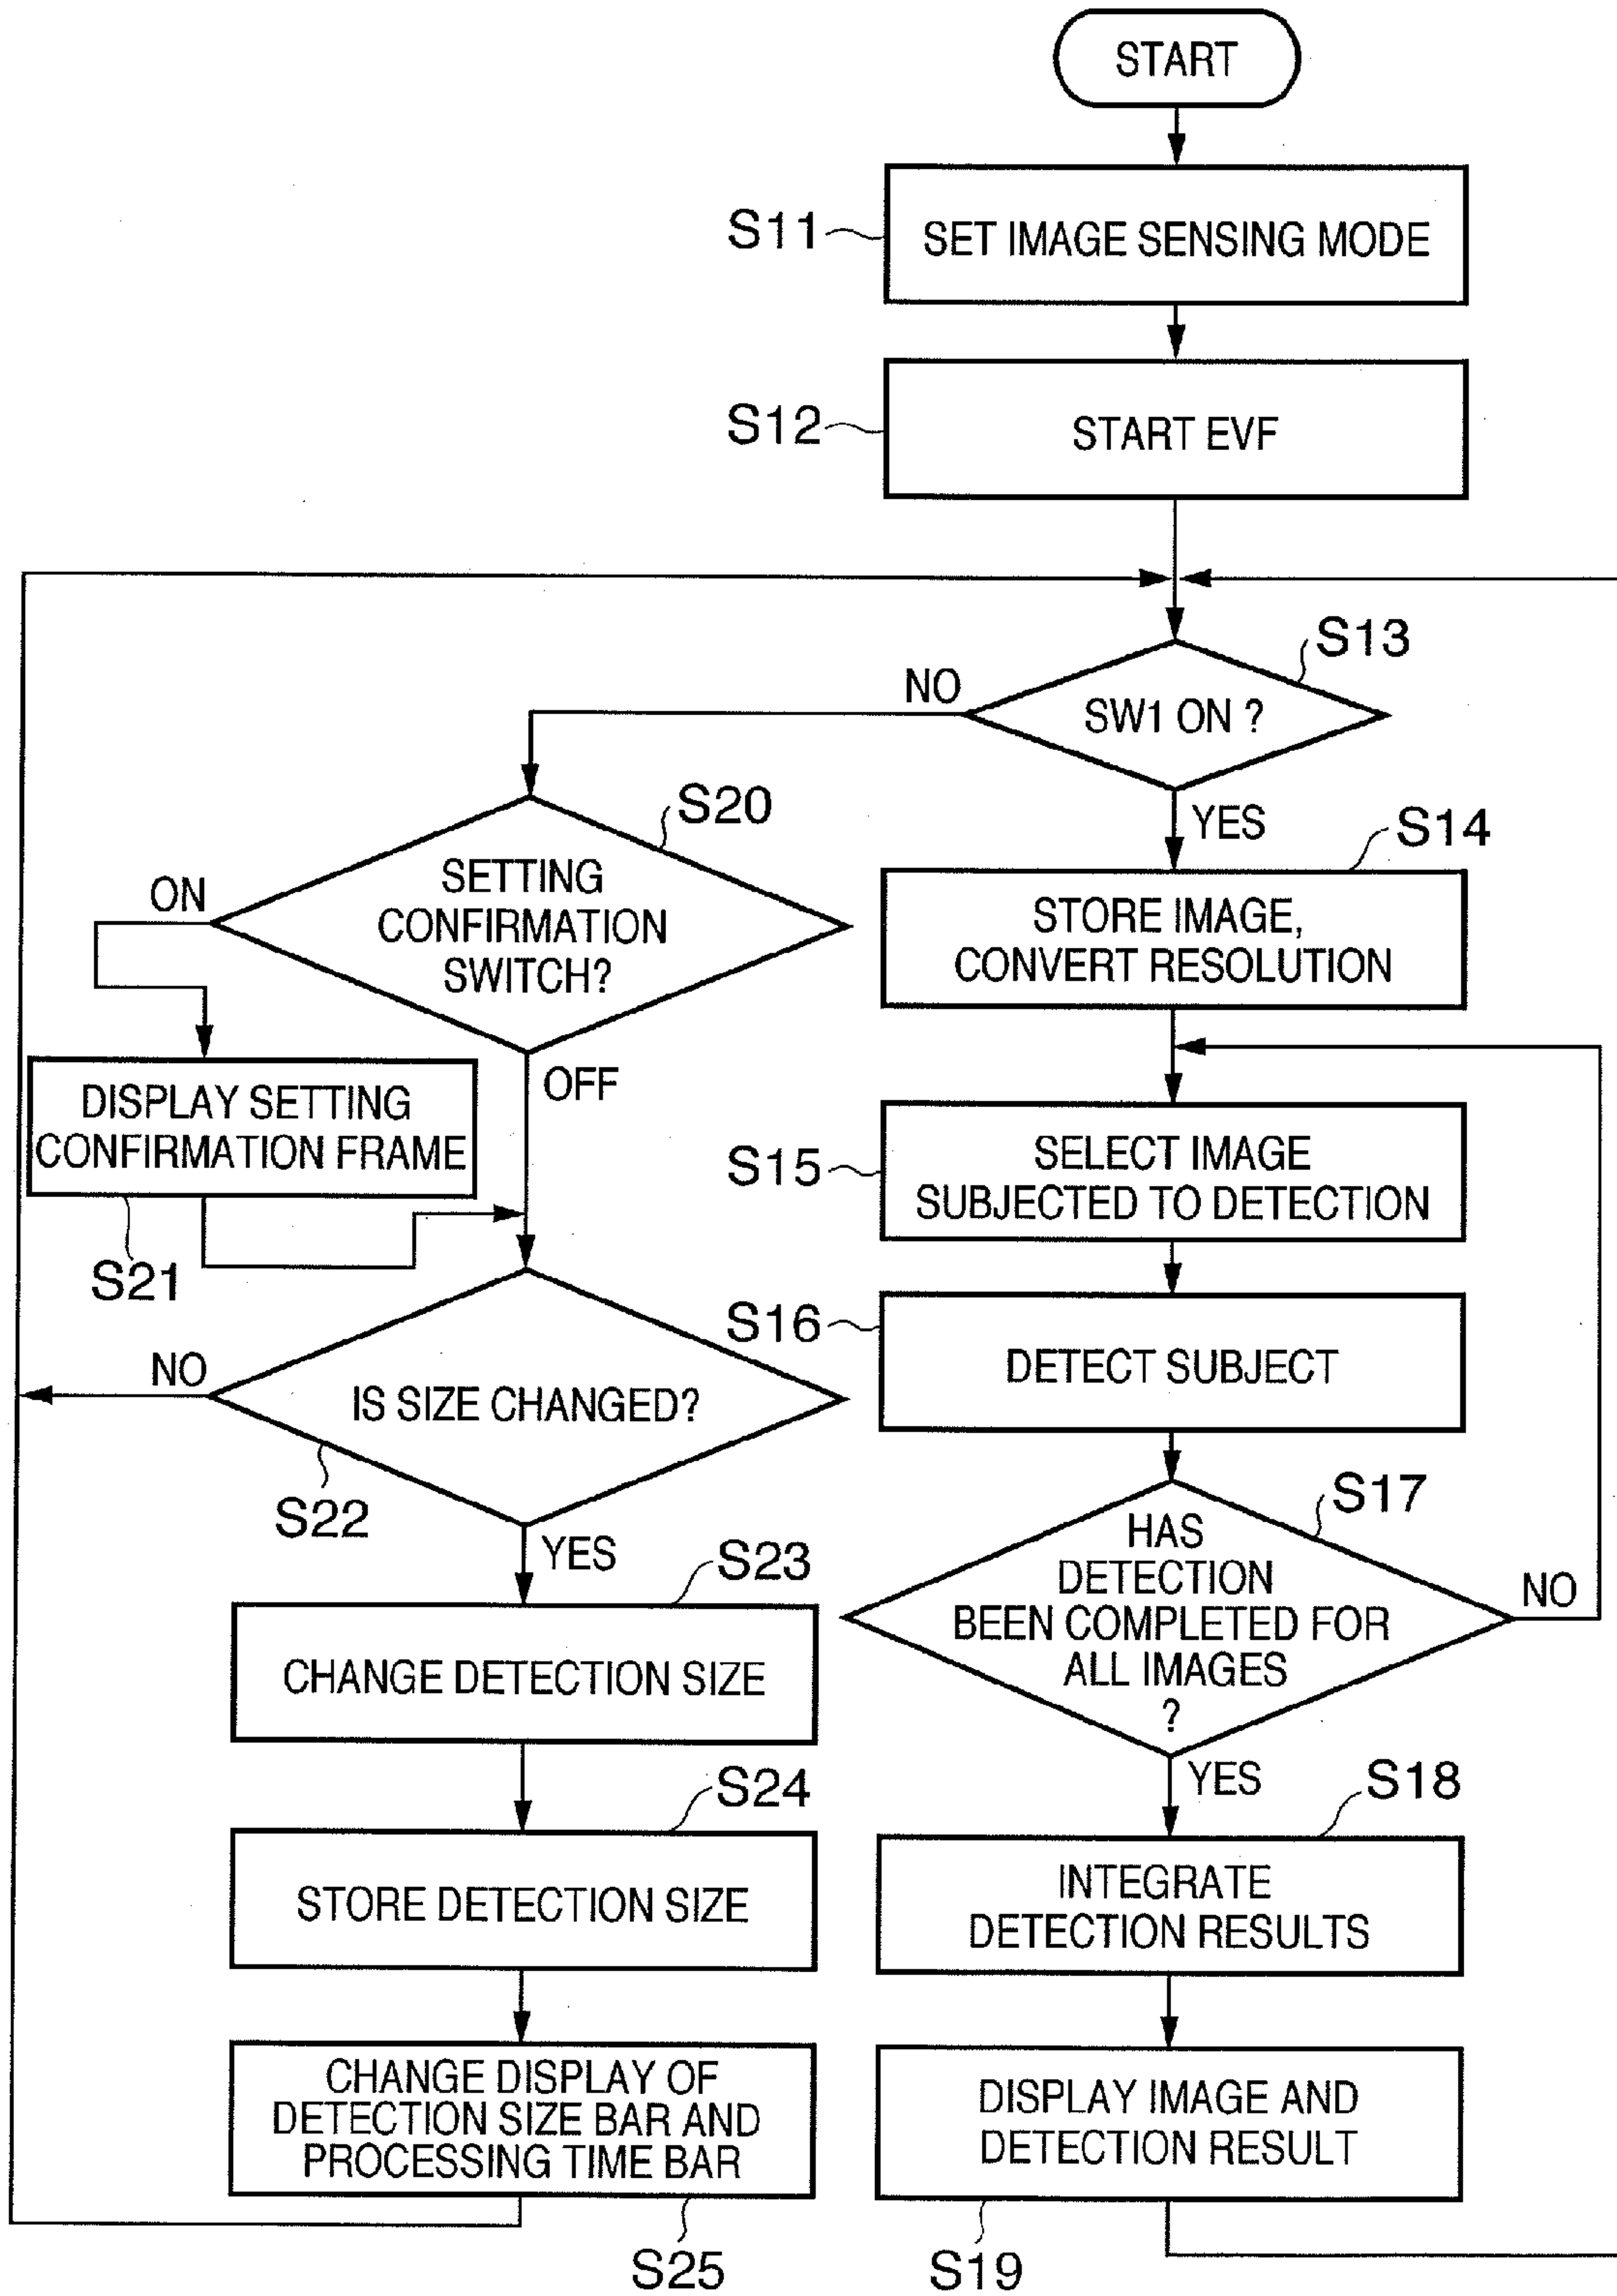 START
S11
SET IMAGE SENSING MODE
S12
START EVF
S13
NO
SW1 ON ?
YES
S20
S14
ON
SETTING
CONFIRMATION
SWITCH?
STORE IMAGE,
CONVERT RESOLUTION
OFF
DISPLAY SETTING
CONFIRMATION FRAME
S21
S15
SELECT IMAGE
SUBJECTED TO DETECTION
S16
DETECT SUBJECT
NO
IS SIZE CHANGED?
S22
YES
S17
HAS
DETECTION
BEEN COMPLETED FOR
ALL IMAGES
?
NO
YES
S23
CHANGE DETECTION SIZE
S24
STORE DETECTION SIZE
S18
INTEGRATE
DETECTION RESULTS
CHANGE DISPLAY OF
DETECTION SIZE BAR AND
PROCESSING TIME BAR
S25
DISPLAY IMAGE AND
DETECTION RESULT
S19